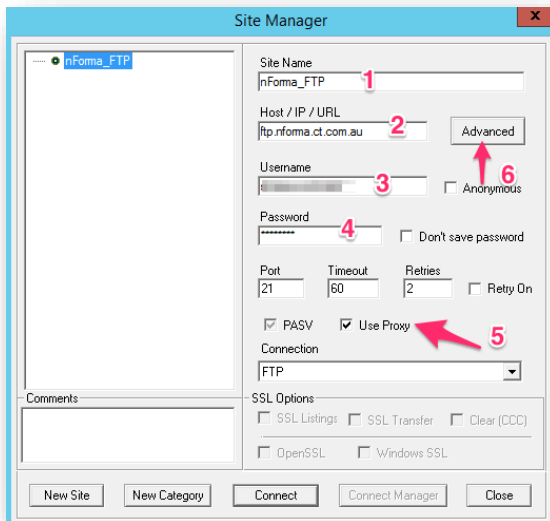 Site Manager
x
nForma_FTP
Site Name
nForma_FTP
1
Host / IP / URL
ftp.nforma.ct.com.au
2
Advanced
Username
3
Anonymous
6
Password
********
4
Don't save password
Port Timeout Retries
21 60 2 Retry On
PASV Use Proxy
5
Connection
FTP
Comments
SSL Options
SSL Listings SSL Transfer Clear (CCC)
OpenSSL Windows SSL
New Site New Category Connect Connect Manager Close